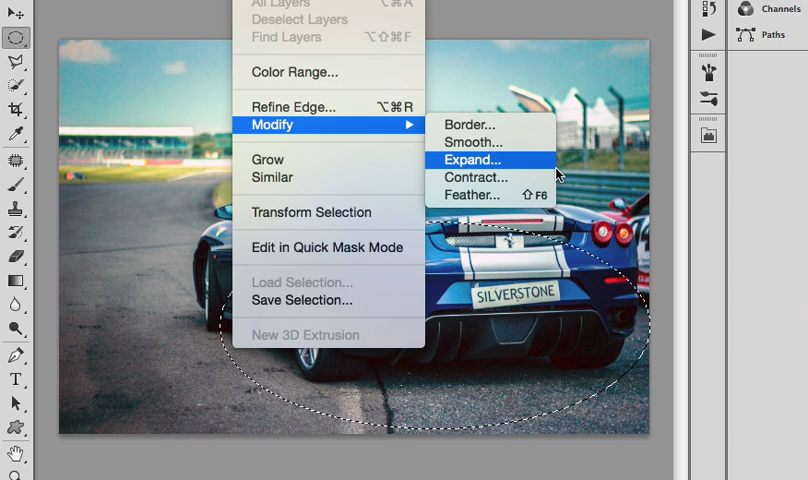 All Layers ⌥⌘A
Deselect Layers
Find Layers ⌥⇧⌘F
Color Range...
Refine Edge... ⌥⌘R
Modify ▶
Grow
Similar
Transform Selection
Edit in Quick Mask Mode
Load Selection...
Save Selection...
New 3D Extrusion
Border...
Smooth...
Expand...
Contract...
Feather... ⇧F6
SILVERSTONE
Channels
Paths
T